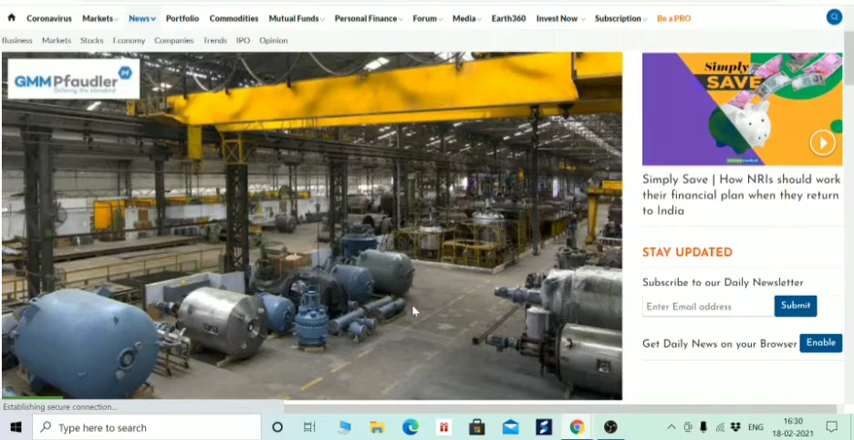 Coronavirus Markets News Portfolio Commodities Mutual Funds Personal Finance Forum Media Earth360 Invest Now Subscription Be a PRO
Business Markets Stocks Economy Companies Trends IPO Opinion
GMM Pfaudler
Defining the standard
Simply
SAVE
Simply Save | How NRIs should work
their financial plan when they return
to India
STAY UPDATED
Subscribe to our Daily Newsletter
Enter Email address Submit
Get Daily News on your Browser Enable
Establishing secure connection...
Type here to search
ENG
16:30
18-02-2021